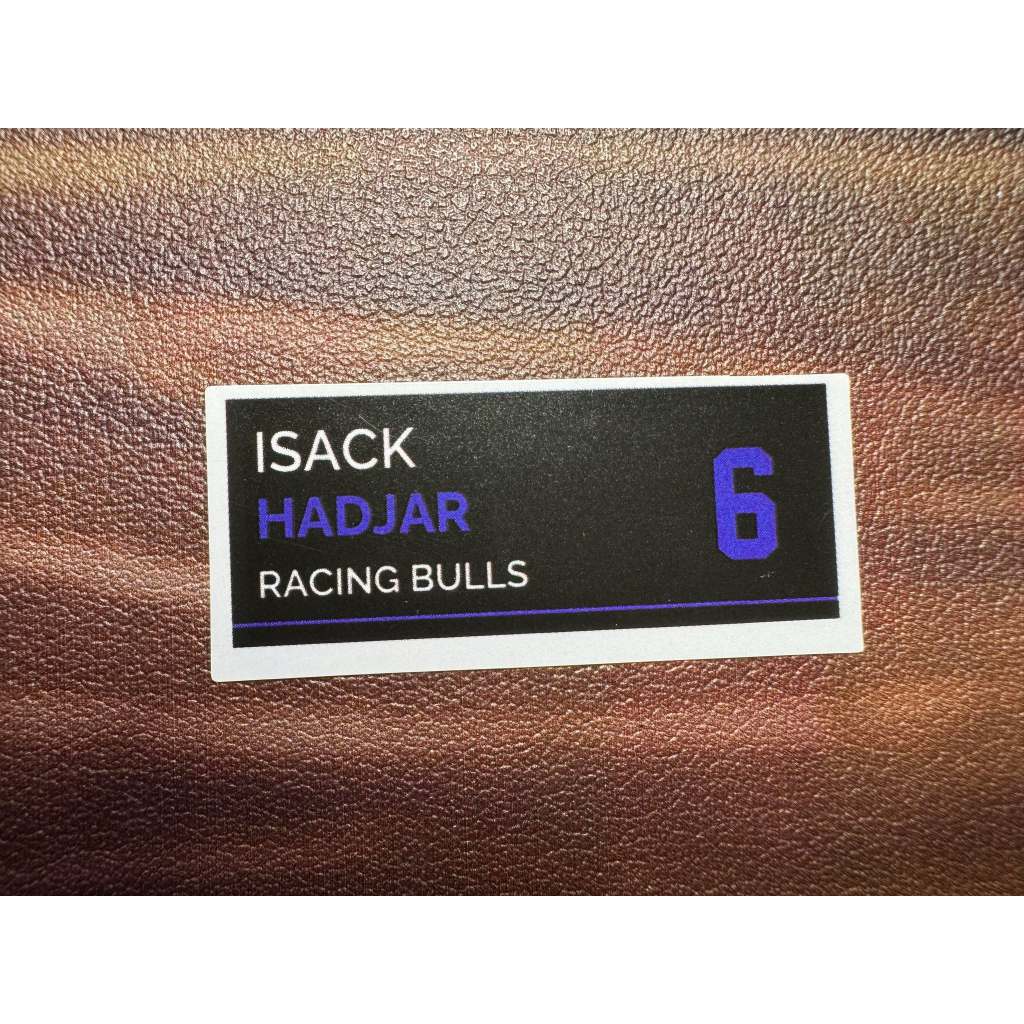 ISACK
HADJAR
RACING BULLS
6